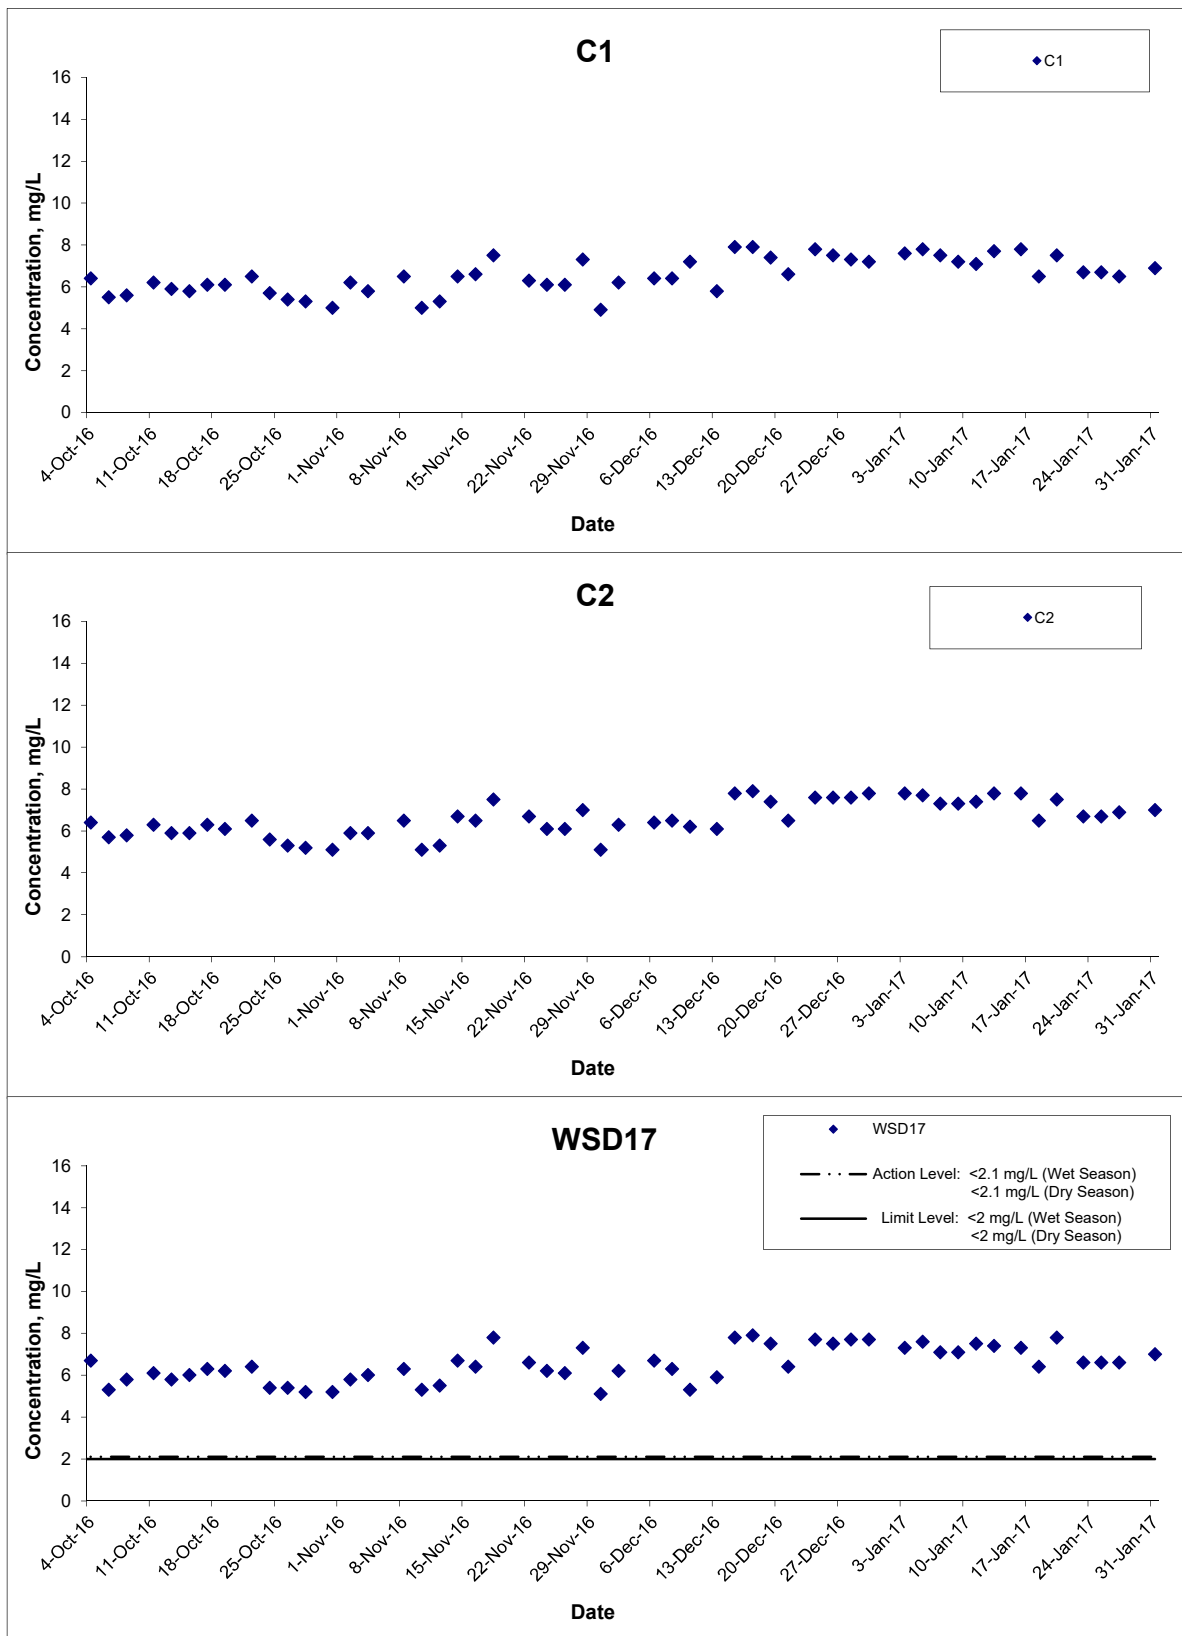 C1
C1
16
14
12
10
8
6
4
2
0
Concentration, mg/L
4-Oct-16
11-Oct-16
18-Oct-16
25-Oct-16
1-Nov-16
8-Nov-16
15-Nov-16
22-Nov-16
29-Nov-16
6-Dec-16
13-Dec-16
20-Dec-16
27-Dec-16
3-Jan-17
10-Jan-17
17-Jan-17
24-Jan-17
31-Jan-17
Date
C2
C2
16
14
12
10
8
6
4
2
0
Concentration, mg/L
4-Oct-16
11-Oct-16
18-Oct-16
25-Oct-16
1-Nov-16
8-Nov-16
15-Nov-16
22-Nov-16
29-Nov-16
6-Dec-16
13-Dec-16
20-Dec-16
27-Dec-16
3-Jan-17
10-Jan-17
17-Jan-17
24-Jan-17
31-Jan-17
Date
WSD17
WSD17
Action Level: <2.1 mg/L (Wet Season)
<2.1 mg/L (Dry Season)
Limit Level: <2 mg/L (Wet Season)
<2 mg/L (Dry Season)
16
14
12
10
8
6
4
2
0
Concentration, mg/L
4-Oct-16
11-Oct-16
18-Oct-16
25-Oct-16
1-Nov-16
8-Nov-16
15-Nov-16
22-Nov-16
29-Nov-16
6-Dec-16
13-Dec-16
20-Dec-16
27-Dec-16
3-Jan-17
10-Jan-17
17-Jan-17
24-Jan-17
31-Jan-17
Date